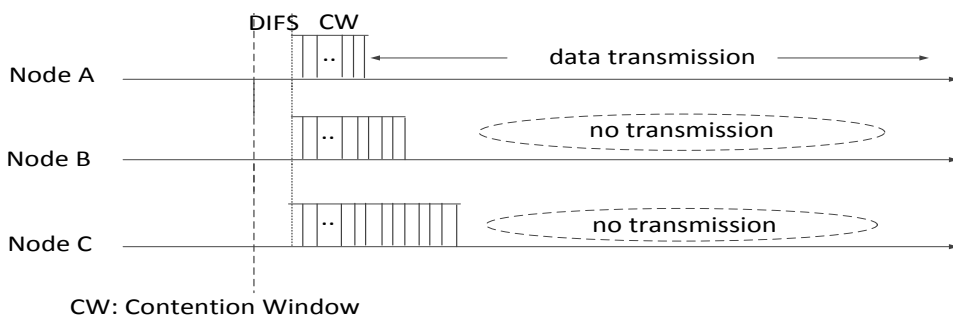 DIFS CW
..
data transmission
Node A
..
no transmission
Node B
..
no transmission
Node C
CW: Contention Window